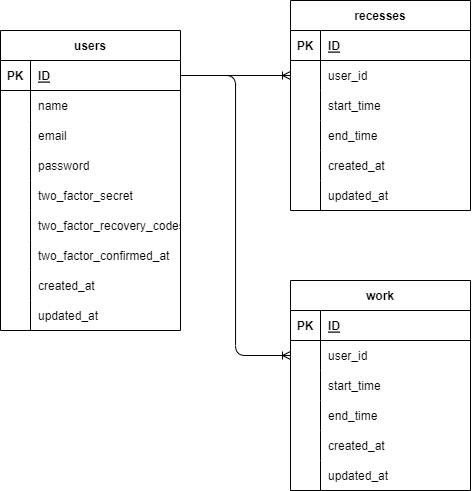 users
PK ID
name
email
password
two_factor_secret
two_factor_recovery_codes
two_factor_confirmed_at
created_at
updated_at
recesses
PK ID
user_id
start_time
end_time
created_at
updated_at
work
PK ID
user_id
start_time
end_time
created_at
updated_at